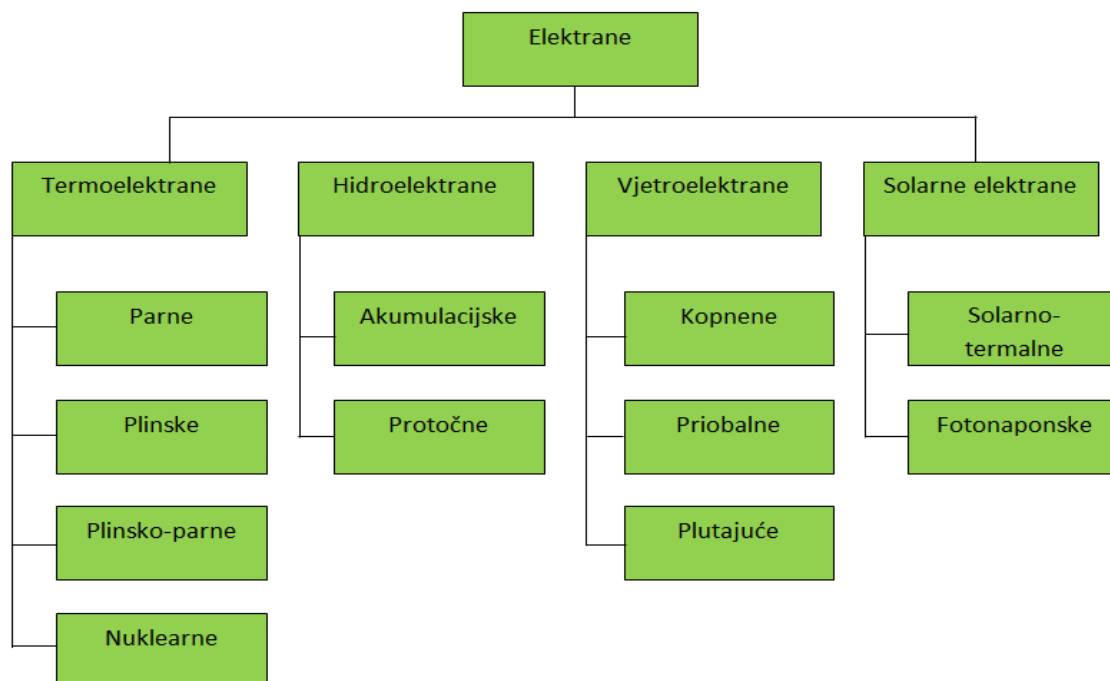 Elektrane
Termoelektrane
Hidroelektrane
Vjetroelektrane
Solarne elektrane
Parne
Akumulacijske
Kopnene
Solarno-
termalne
Plinske
Protočne
Priobalne
Fotonaponske
Plinsko-parne
Plutajuće
Nuklearne